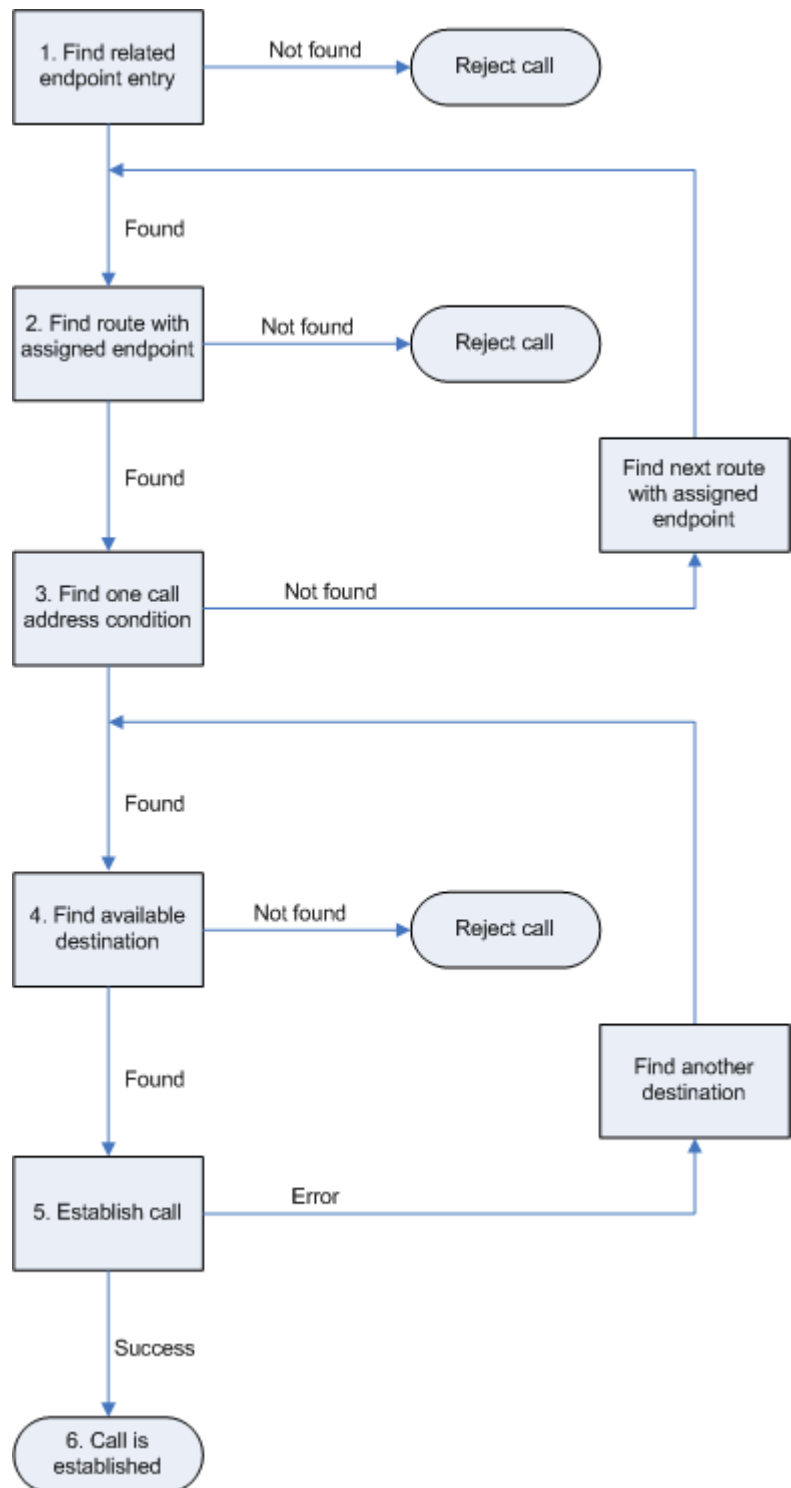 1. Find related
endpoint entry
Not found
Reject call
Found
2. Find route with
assigned endpoint
Not found
Reject call
Found
Find next route
with assigned
endpoint
3. Find one call
address condition
Not found
Found
4. Find available
destination
Not found
Reject call
Found
Find another
destination
5. Establish call
Error
Success
6. Call is
established